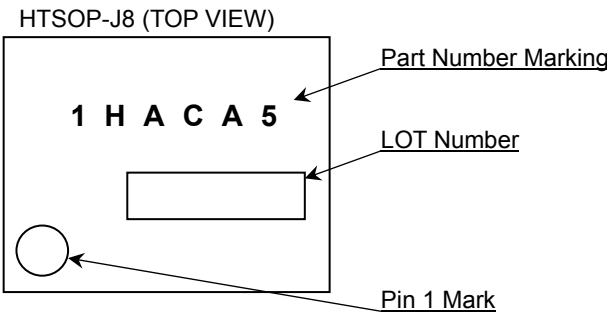 HTSOP-J8 (TOP VIEW)
Part Number Marking
1 H A C A 5
LOT Number
Pin 1 Mark